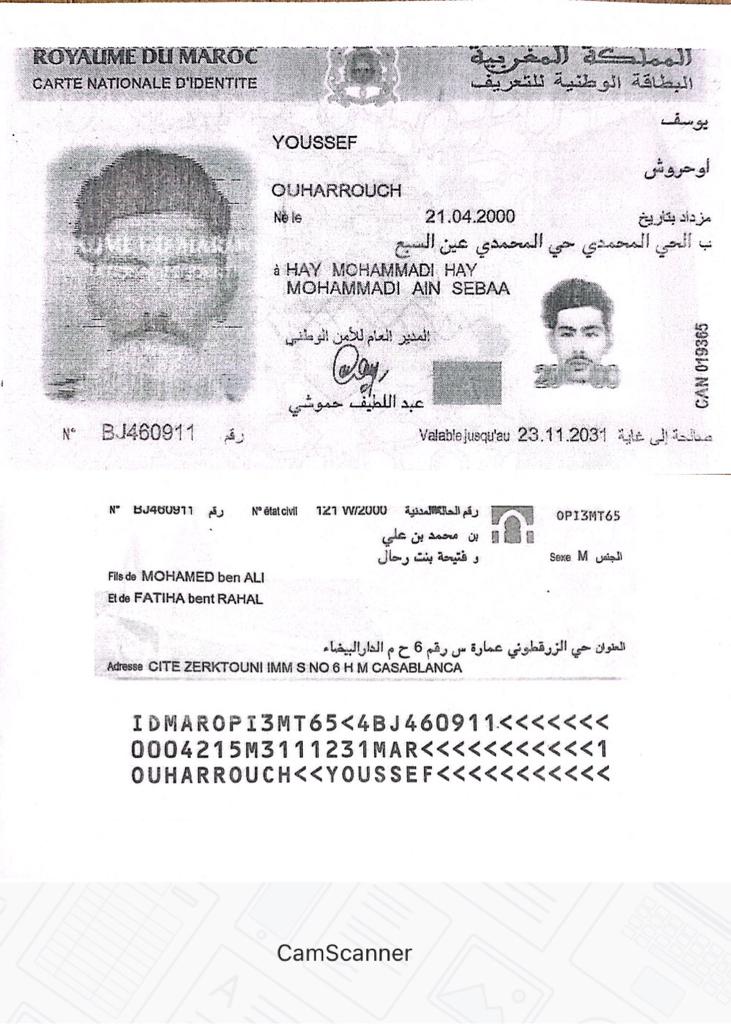 ROYAUME DU MAROC
المملكة المغربية
CARTE NATIONALE D'IDENTITE
البطاقة الوطنية للتعريف
يوسف
YOUSSEF
أوحروش
OUHARROUCH
Né le 21.04.2000 مزداد بتاريخ
ب الحي المحمدي حي المحمدي عين السبع
à HAY MOHAMMADI HAY
MOHAMMADI AIN SEBAA
المدير العام للأمن الوطني
عبد اللطيف حموشي
CAN 019365
N° BJ460911 رقم
Valable jusqu'au 23.11.2031 صالحة إلى غاية
N° BJ460911 رقم N° état civil 121 W/2000 رقم الحالة المدنية
OPI3MT65
بن محمد بن علي
و فتيحة بنت رحال
Sexe M الجنس
Fils de MOHAMED ben ALI
Et de FATIHA bent RAHAL
العنوان حي الزرقطوني عمارة س رقم 6 ح م الدارالبيضاء
Adresse CITE ZERKTOUNI IMM S NO 6 H M CASABLANCA
IDMAROPI3MT65<4BJ460911<<<<<<<
0004215M3111231MAR<<<<<<<<<<<1
OUHARROUCH<<YOUSSEF<<<<<<<<<<<
CamScanner